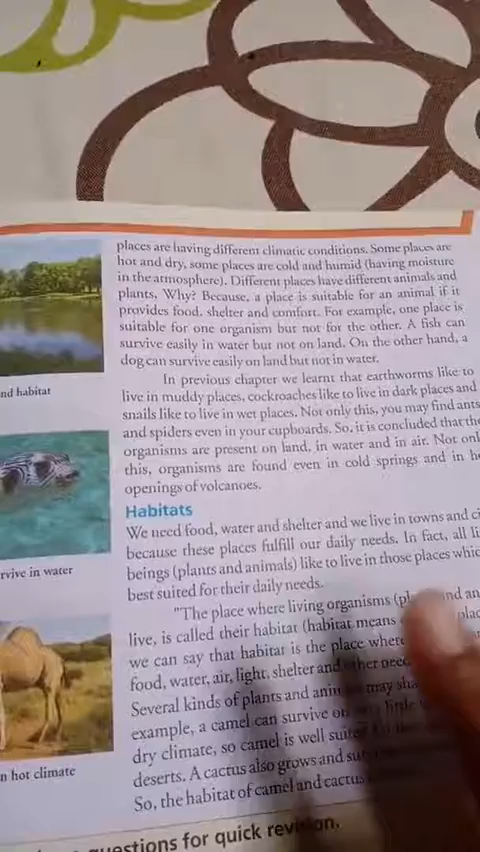 places are having different climatic conditions. Some places are
hot and dry, some places are cold and humid (having moisture
in the atmosphere). Different places have different animals and
plants, Why? Because, a place is suitable for an animal if it
provides food, shelter and comfort. For example, one place is
suitable for one organism but not for the other. A fish can
survive easily in water but not on land. On the other hand, a
dog can survive easily on land but not in water.
nd habitat
In previous chapter we learnt that earthworms like to
live in muddy places, cockroaches like to live in dark places and
snails like to live in wet places. Not only this, you may find ants
and spiders even in your cupboards. So, it is concluded that the
organisms are present on land, in water and in air. Not onl
this, organisms are found even in cold springs and in h
openings of volcanoes.
Habitats
We need food, water and shelter and we live in towns and ci
because these places fulfill our daily needs. In fact, all li
beings (plants and animals) like to live in those places whic
best suited for their daily needs.
rvive in water
"The place where living organisms (pl and an
live, is called their habitat (habitat means plac
we can say that habitat is the place where
food, water, air, light, shelter and other need
Several kinds of plants and anim may sha
example, a camel can survive on little
dry climate, so camel is well suited
deserts. A cactus also grows and su
So, the habitat of camel and cactus
n hot climate
questions for quick revision.